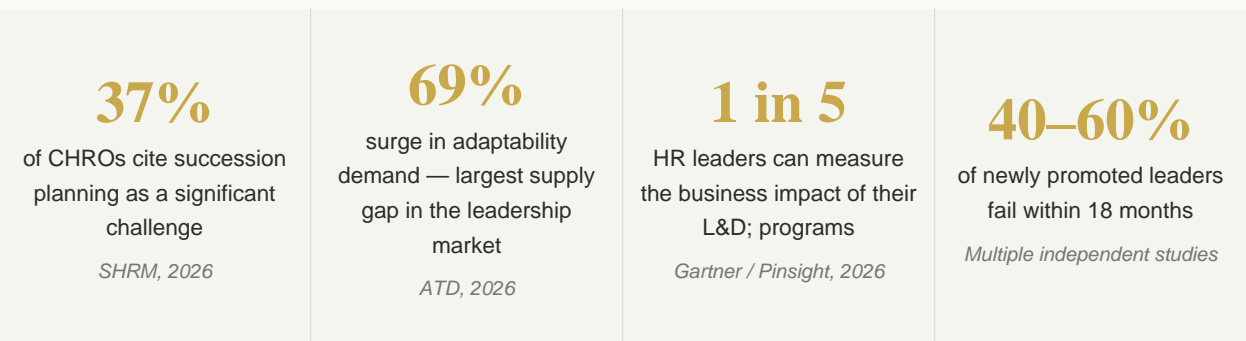 37%
of CHROs cite succession
planning as a significant
challenge
SHRM, 2026
69%
surge in adaptability
demand — largest supply
gap in the leadership
market
ATD, 2026
1 in 5
HR leaders can measure
the business impact of their
L&D; programs
Gartner / Pinsight, 2026
40–60%
of newly promoted leaders
fail within 18 months
Multiple independent studies